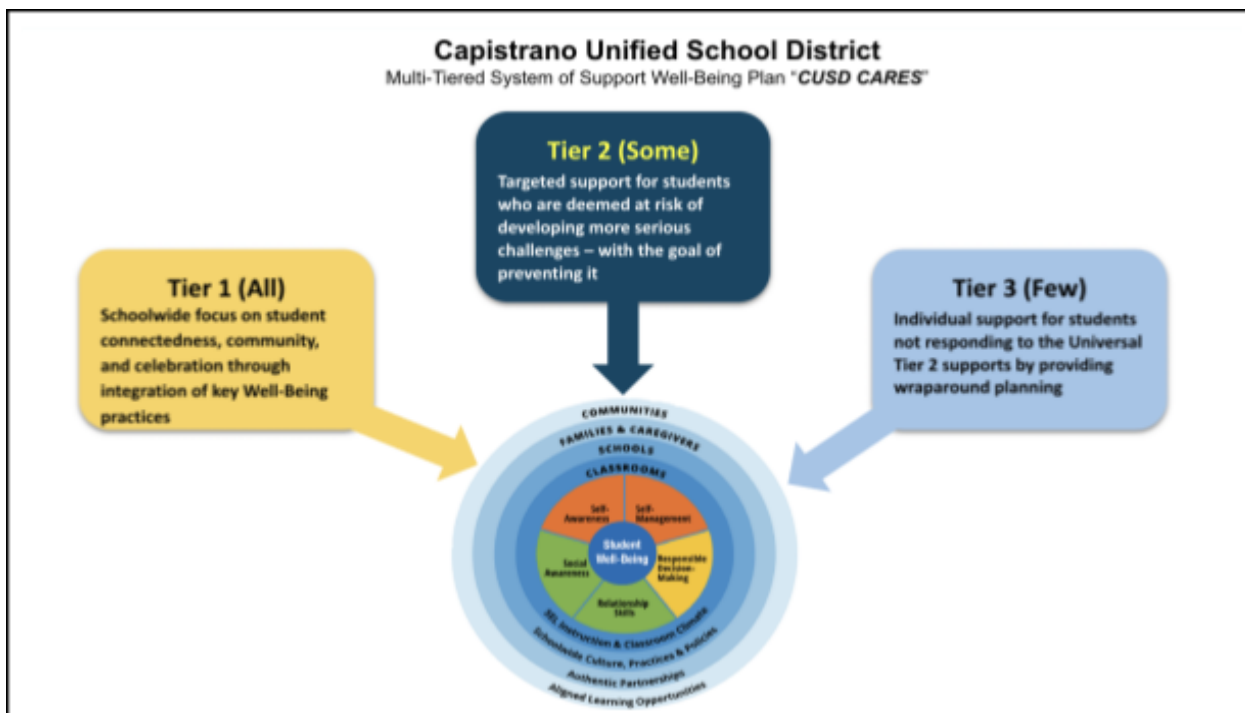 Capistrano Unified School District
Multi-Tiered System of Support Well-Being Plan "CUSD CARES"
Tier 2 (Some)
Targeted support for students
who are deemed at risk of
developing more serious
challenges – with the goal of
preventing it
Tier 1 (All)
Schoolwide focus on student
connectedness, community,
and celebration through
integration of key Well-Being
practices
Tier 3 (Few)
Individual support for students
not responding to the Universal
Tier 2 supports by providing
wraparound planning
COMMUNITIES
FAMILIES & CAREGIVERS
SCHOOLS
CLASSROOMS
Self-
Awareness
Self-
Management
Student
Well-Being
Social
Awareness
Responsible
Decision-
Making
Relationship
Skills
SEL Instruction & Classroom Climate
Schoolwide Culture, Practices & Policies
Authentic Partnerships
Aligned Learning Opportunities